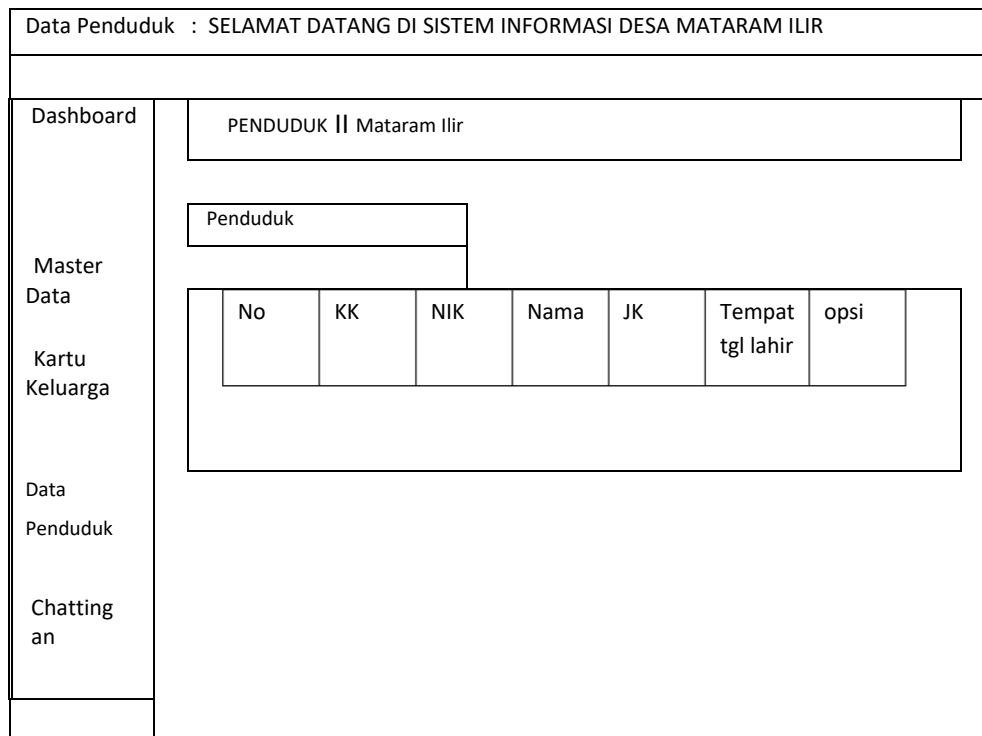 Data Penduduk : SELAMAT DATANG DI SISTEM INFORMASI DESA MATARAM ILIR
Dashboard
Master
Data
Kartu
Keluarga
Data
Penduduk
Chatting
an
PENDUDUK || Mataram Ilir
Penduduk
No KK NIK Nama JK Tempat opsi
tgl lahir